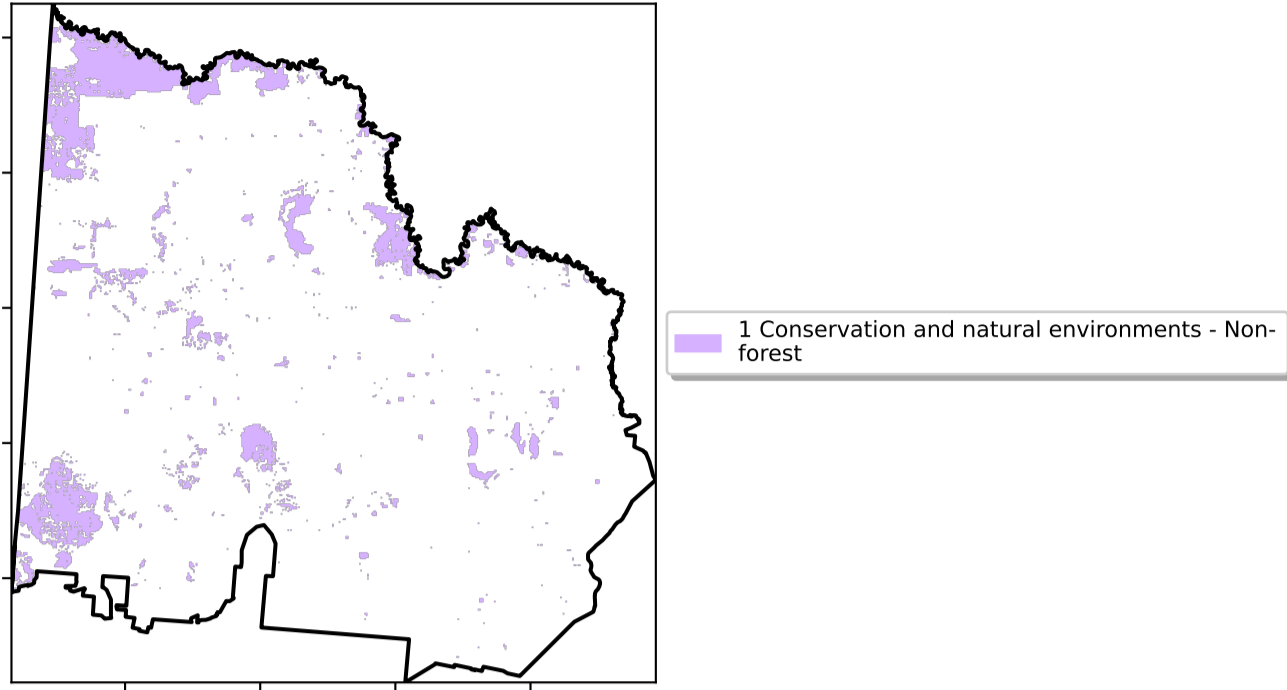 1 Conservation and natural environments - Non-
forest